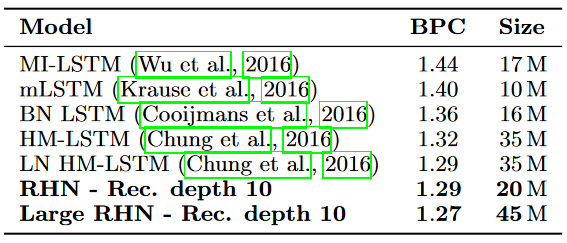 Model BPC Size
MI-LSTM (Wu et al., 2016) 1.44 17 M
mLSTM (Krause et al., 2016) 1.40 10 M
BN LSTM (Cooijmans et al., 2016) 1.36 16 M
HM-LSTM (Chung et al., 2016) 1.32 35 M
LN HM-LSTM (Chung et al., 2016) 1.29 35 M
RHN - Rec. depth 10 1.29 20 M
Large RHN - Rec. depth 10 1.27 45 M